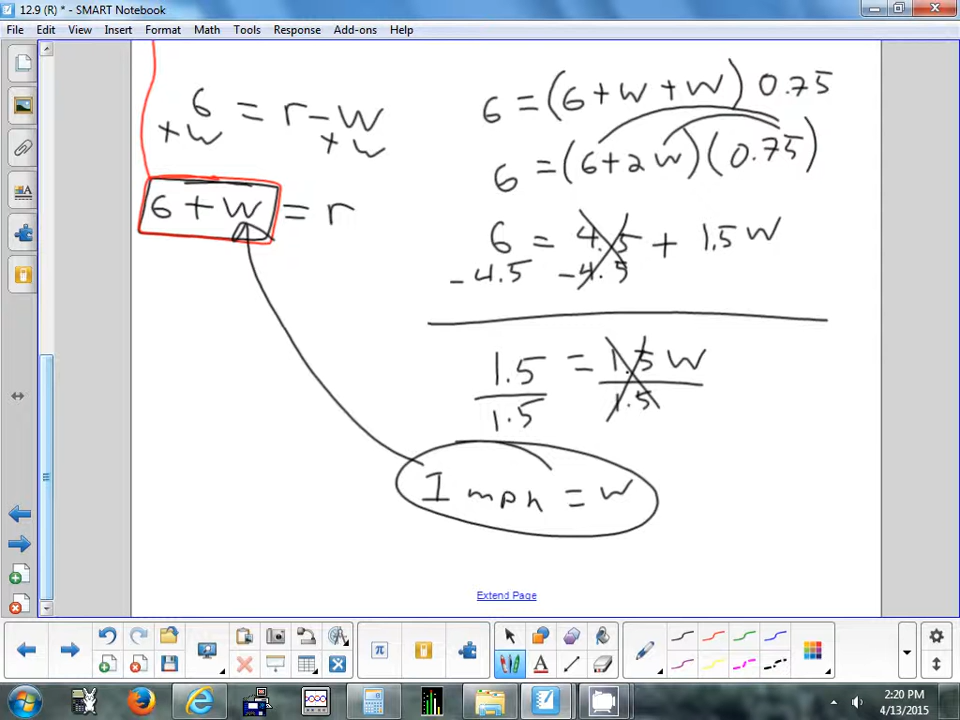 12.9 (R) * - SMART Notebook
File Edit View Insert Format Math Tools Response Add-ons Help
6 = r - w
+w +w
6 + w = r
6 = (6 + w + w) 0.75
6 = (6 + 2w)(0.75)
6 = 4.5 + 1.5w
-4.5 -4.5
1.5 = 1.5w
1.5 1.5
1 mph = w
Extend Page
2:20 PM
4/13/2015